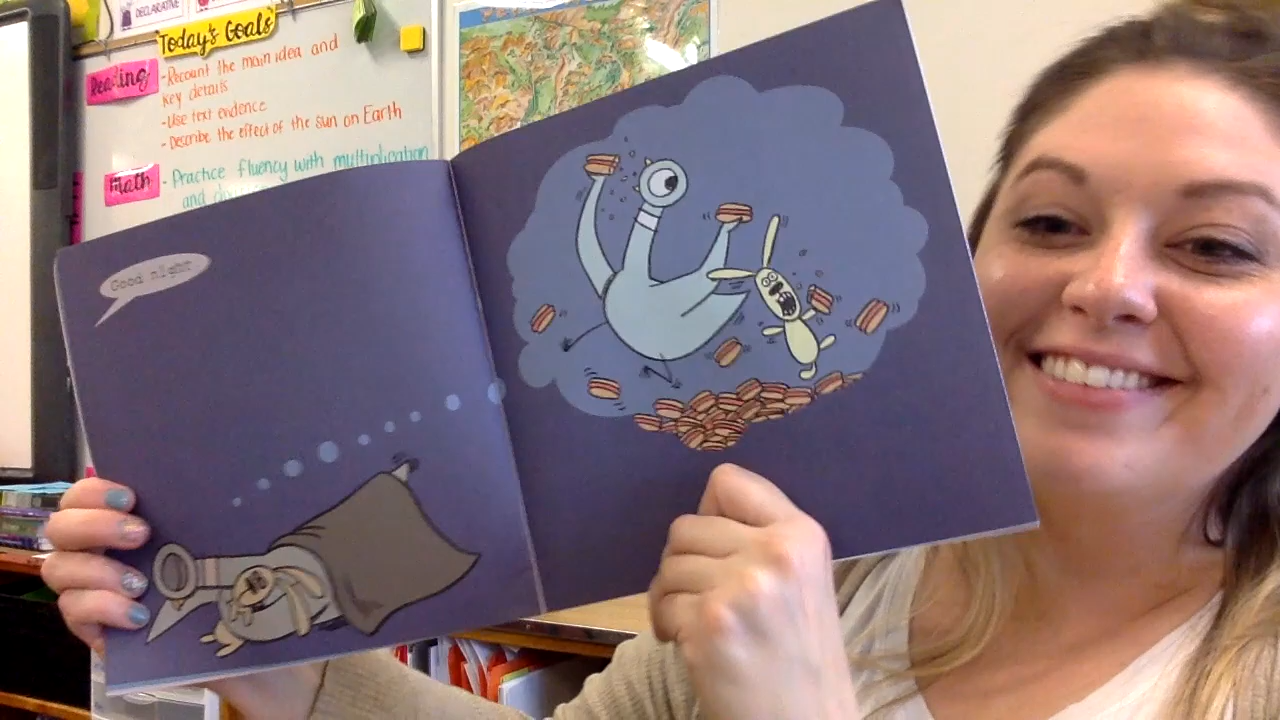 DECLARATIVE
Today's Goals
Reading
- Recount the main idea and
key details
- Use text evidence
- Describe the effect of the sun on Earth
Math
- Practice fluency with multiplication
and
Good night